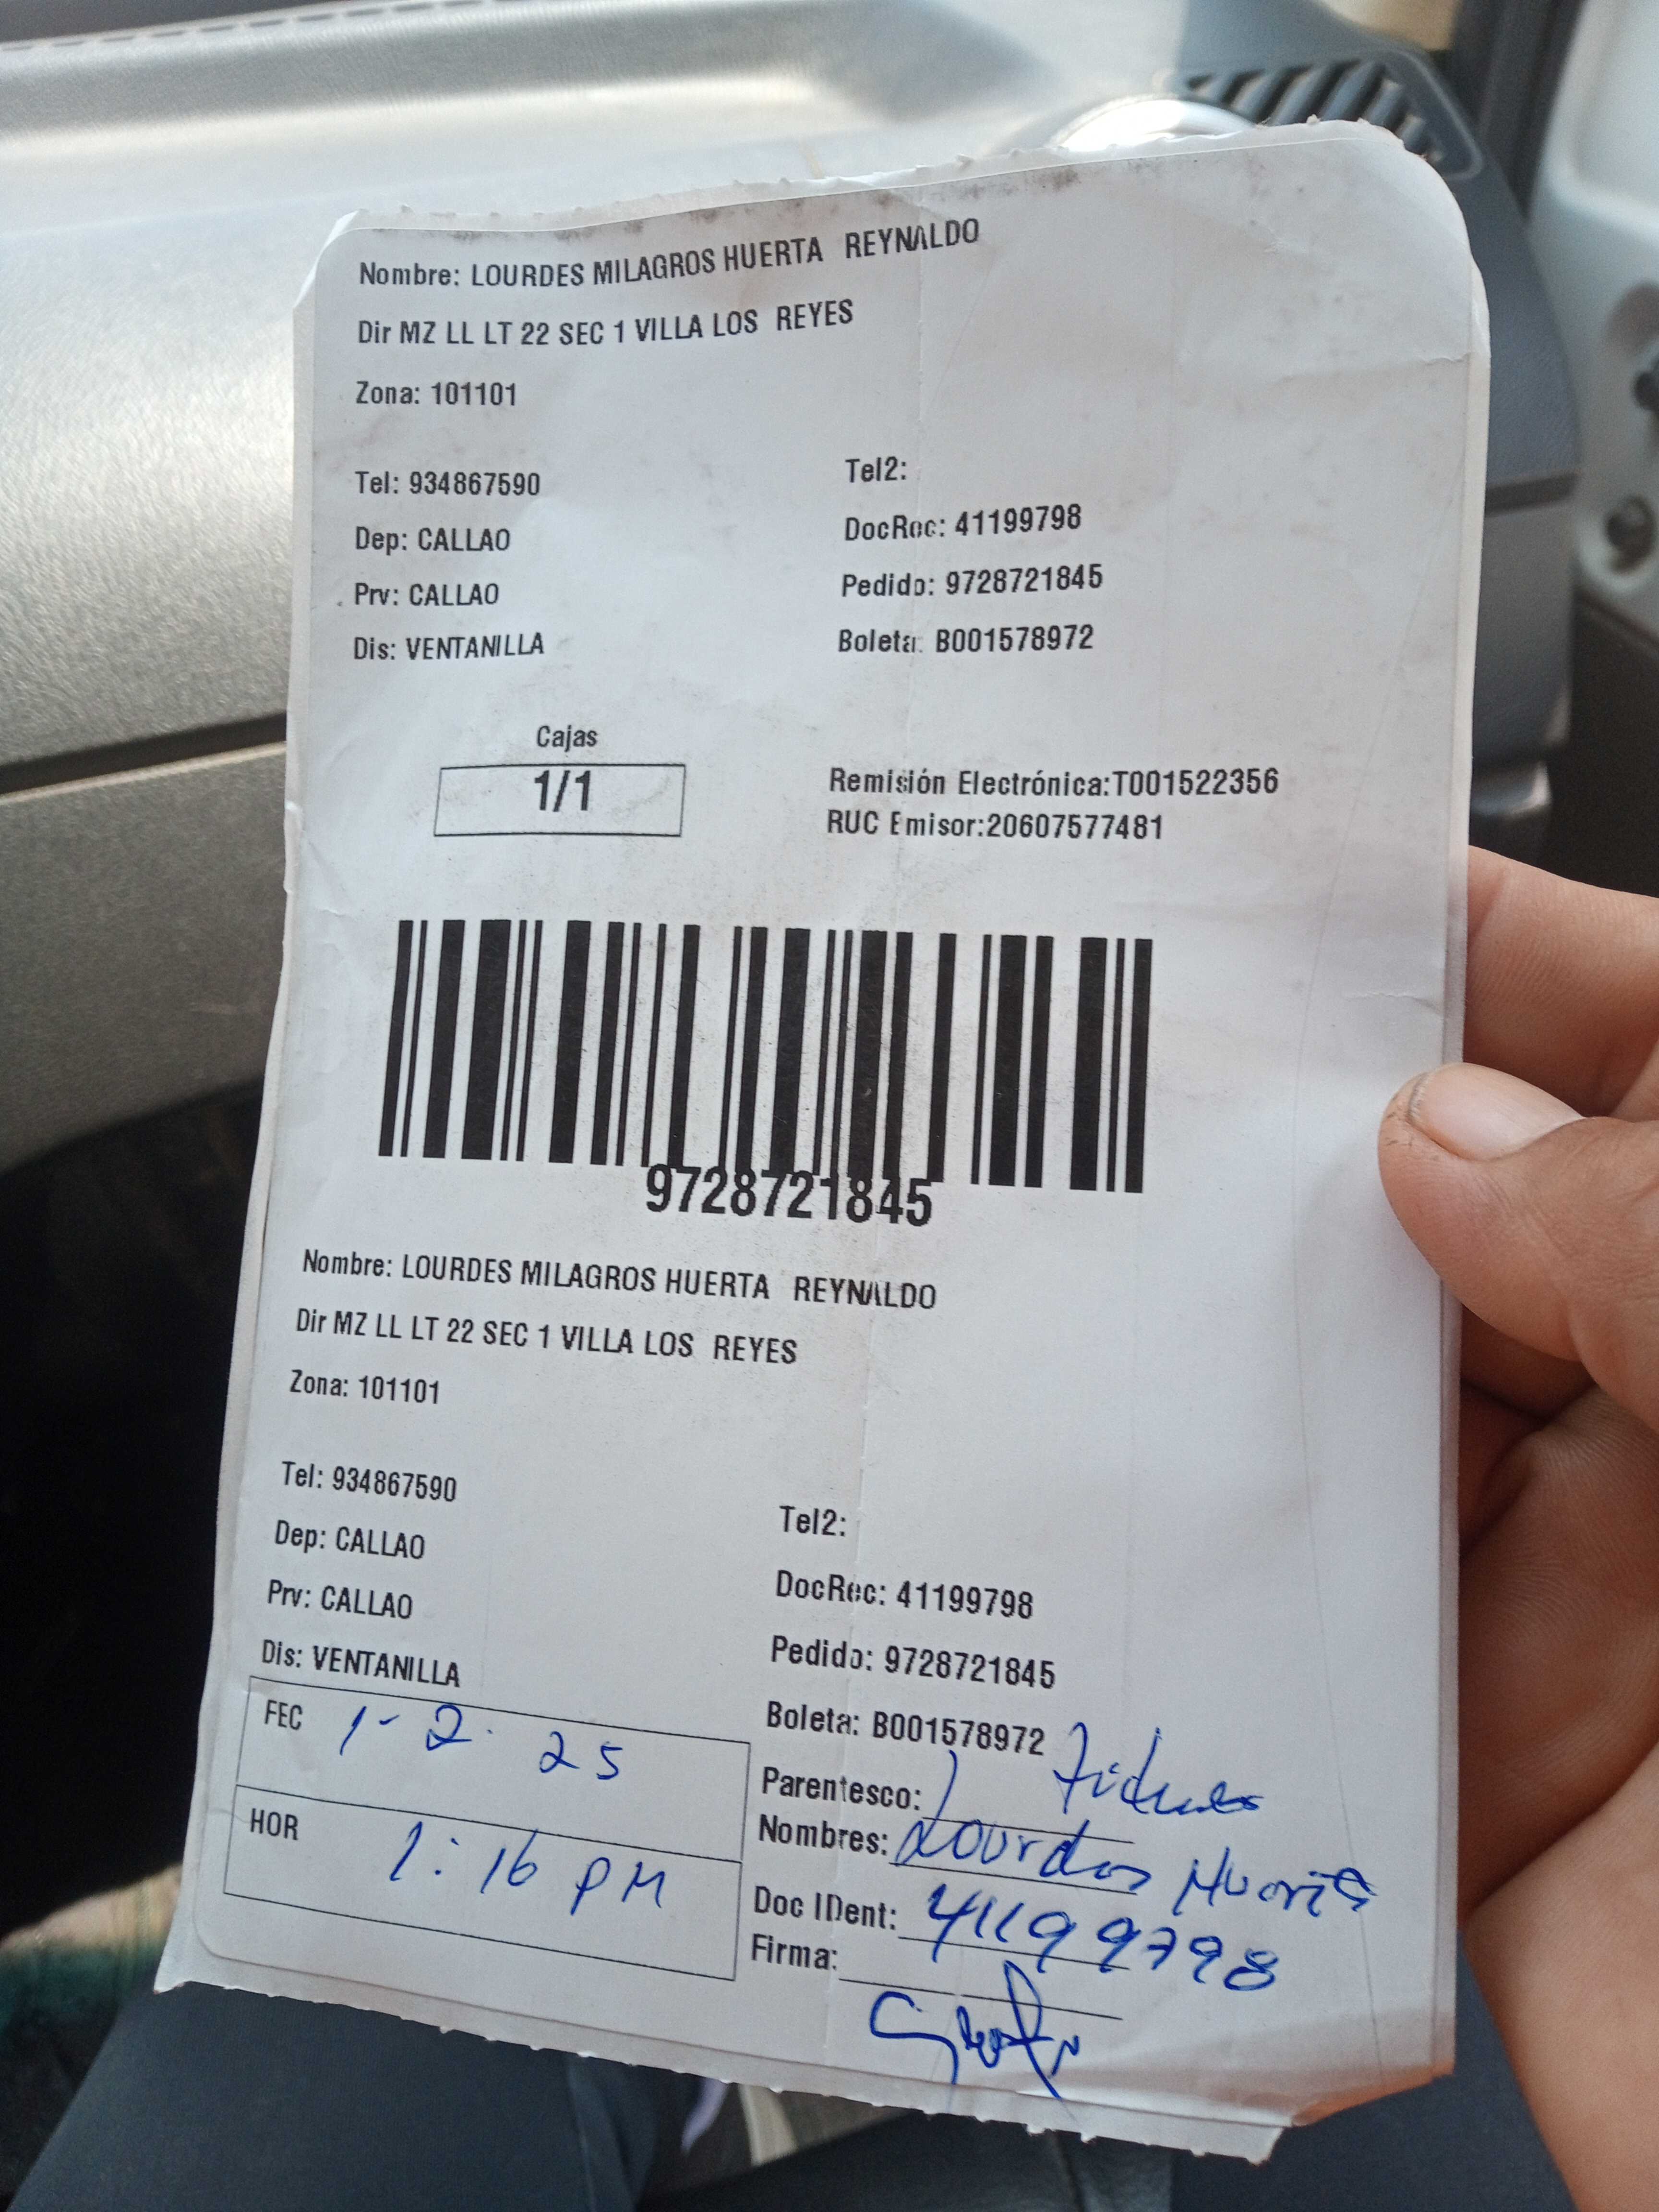 Nombre: LOURDES MILAGROS HUERTA REYNALDO
Dir MZ LL LT 22 SEC 1 VILLA LOS REYES
Zona: 101101
Tel: 934867590
Dep: CALLAO
Prv: CALLAO
Dis: VENTANILLA
Tel2:
DocRec: 41199798
Pedido: 9728721845
Boleta: B001578972
Cajas
1/1
Remisión Electrónica:T001522356
RUC Emisor:20607577481
9728721845
Nombre: LOURDES MILAGROS HUERTA REYNALDO
Dir MZ LL LT 22 SEC 1 VILLA LOS REYES
Zona: 101101
Tel: 934867590
Dep: CALLAO
Prv: CALLAO
Dis: VENTANILLA
Tel2:
DocRec: 41199798
Pedido: 9728721845
Boleta: B001578972
FEC 1-2-25
HOR 1:16 PM
Parentesco:
Nombres: Lourdes Huerta
Doc IDent: 41199798
Firma: